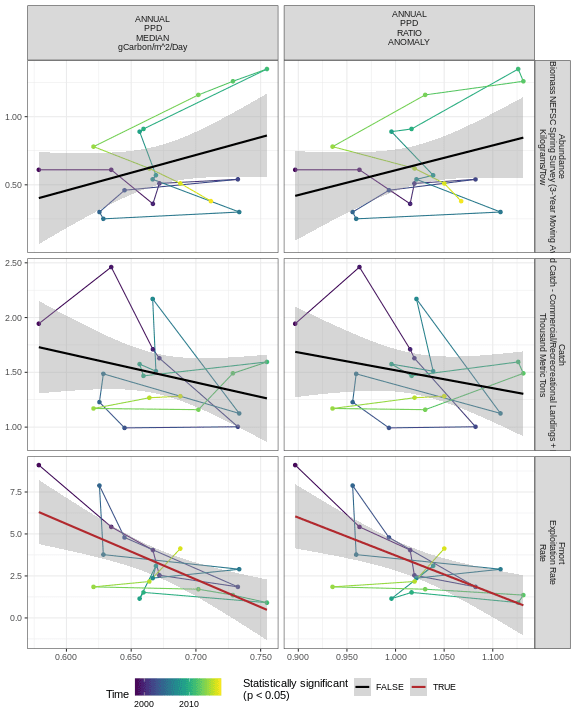 ANNUAL
PPD
MEDIAN
gCarbon/m^2/Day
ANNUAL
PPD
RATIO
ANOMALY
1.00
0.50
Abundance
Biomass NEFSC Spring Survey (3-Year Moving Av
Kilograms/Tow
2.50
2.00
1.50
1.00
Catch
d Catch - Commercial/Recreational Landings +
Thousand Metric Tons
7.5
5.0
2.5
0.0
Fmort
Exploitation Rate
Rate
0.600
0.650
0.700
0.750
0.900
0.950
1.000
1.050
1.100
Time
2000
2010
Statistically significant
(p < 0.05)
FALSE
TRUE